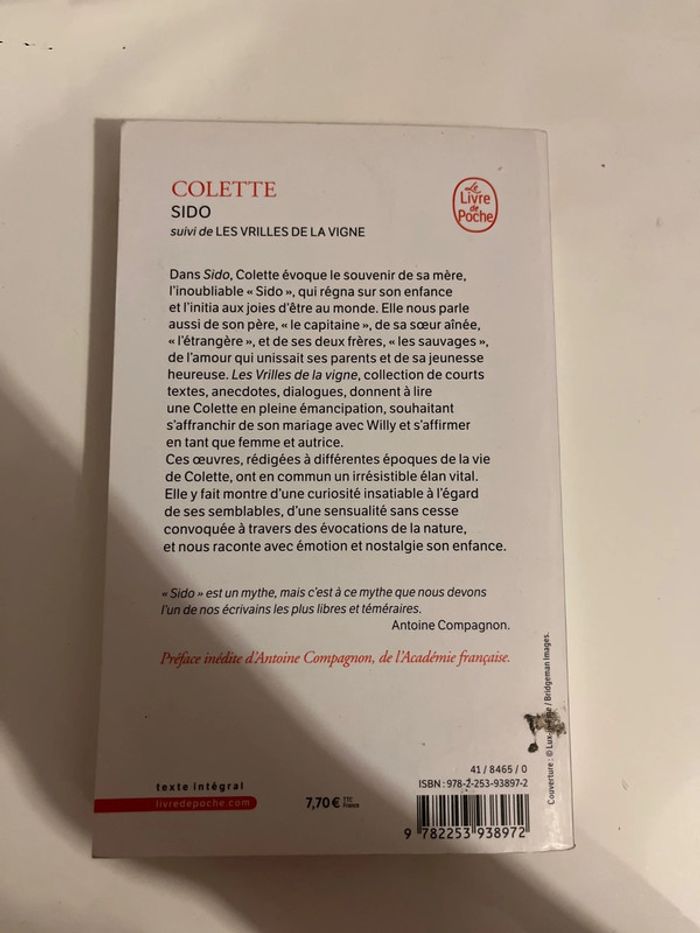 COLETTE
SIDO
suivi de LES VRILLES DE LA VIGNE
Le
Livre
de
Poche
Dans Sido, Colette évoque le souvenir de sa mère,
l'inoubliable « Sido », qui régna sur son enfance
et l'initia aux joies d'être au monde. Elle nous parle
aussi de son père, « le capitaine », de sa sœur aînée,
« l'étrangère », et de ses deux frères, « les sauvages »,
de l'amour qui unissait ses parents et de sa jeunesse
heureuse. Les Vrilles de la vigne, collection de courts
textes, anecdotes, dialogues, donnent à lire
une Colette en pleine émancipation, souhaitant
s'affranchir de son mariage avec Willy et s'affirmer
en tant que femme et autrice.
Ces œuvres, rédigées à différentes époques de la vie
de Colette, ont en commun un irrésistible élan vital.
Elle y fait montre d'une curiosité insatiable à l'égard
de ses semblables, d'une sensualité sans cesse
convoquée à travers des évocations de la nature,
et nous raconte avec émotion et nostalgie son enfance.
« Sido » est un mythe, mais c'est à ce mythe que nous devons
l'un de nos écrivains les plus libres et téméraires.
Antoine Compagnon.
Préface inédite d'Antoine Compagnon, de l'Académie française.
Couverture : © / Bridgeman Images.
texte intégral
livredepoche.com
7,70 € TTC
France
41 / 8465 / 0
ISBN : 978-2-253-93897-2
9 782253 938972